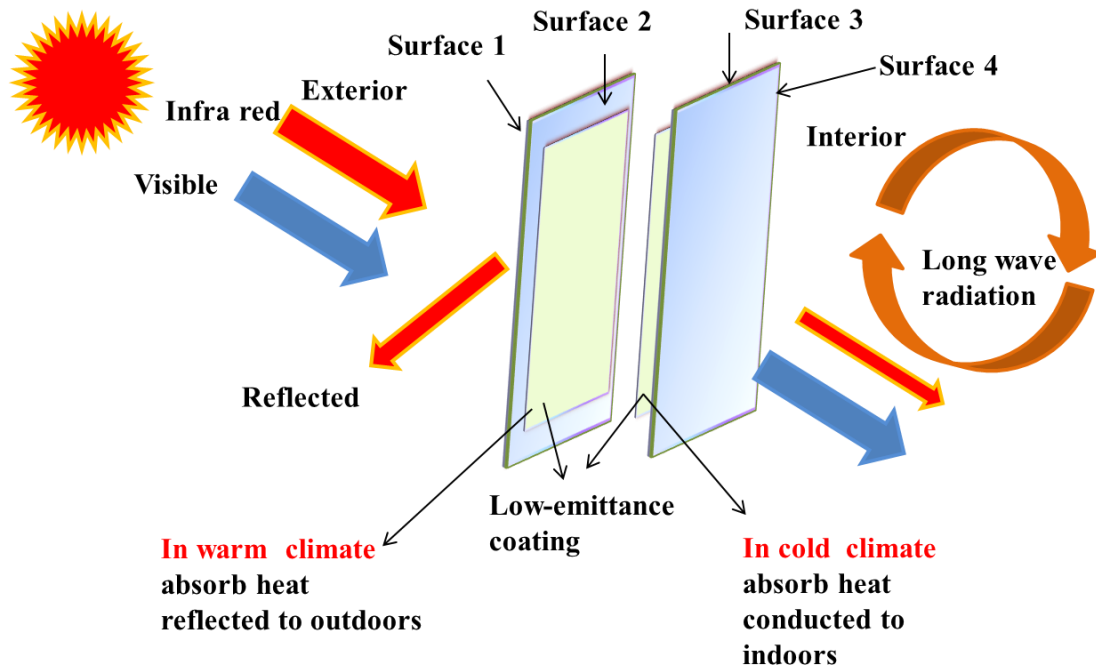 Surface 1
Surface 2
Surface 3
Surface 4
Exterior
Infra red
Visible
Interior
Long wave
radiation
Reflected
Low-emittance
coating
In warm climate
absorb heat
reflected to outdoors
In cold climate
absorb heat
conducted to
indoors